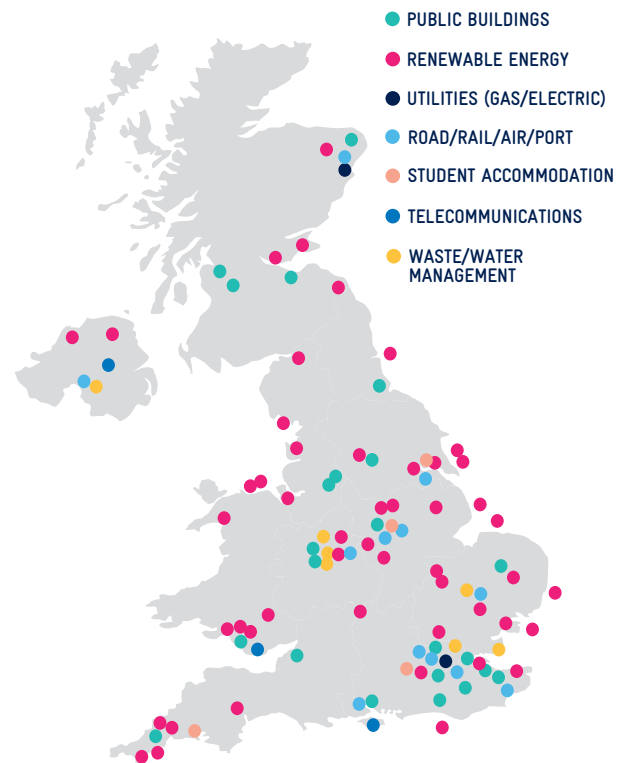 PUBLIC BUILDINGS
RENEWABLE ENERGY
UTILITIES (GAS/ELECTRIC)
ROAD/RAIL/AIR/PORT
STUDENT ACCOMMODATION
TELECOMMUNICATIONS
WASTE/WATER
MANAGEMENT